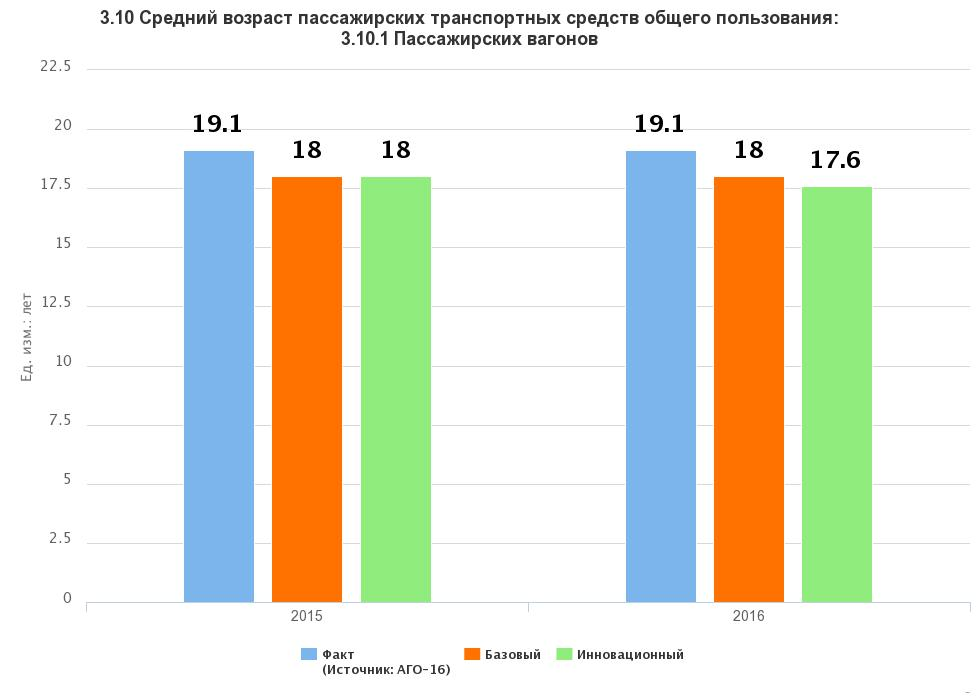 3.10 Средний возраст пассажирских транспортных средств общего пользования:
3.10.1 Пассажирских вагонов
22.5
20
17.5
15
12.5
10
7.5
5
2.5
0
Ед. изм.: лет
19.1
18
18
19.1
18
17.6
2015
2016
Факт
(Источник: АГО-16)
Базовый
Инновационный